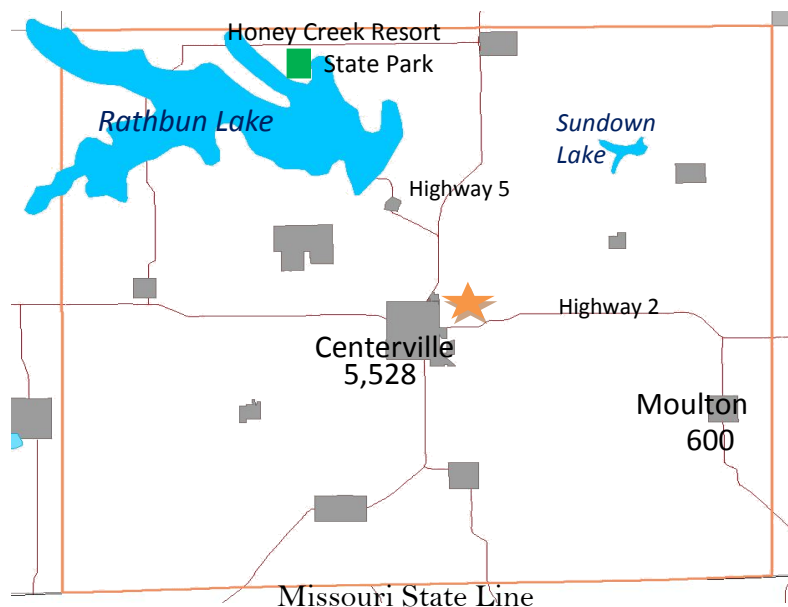 Honey Creek Resort
State Park
Rathbun Lake
Sundown
Lake
Highway 5
Highway 2
Centerville
5,528
Moulton
600
Missouri State Line